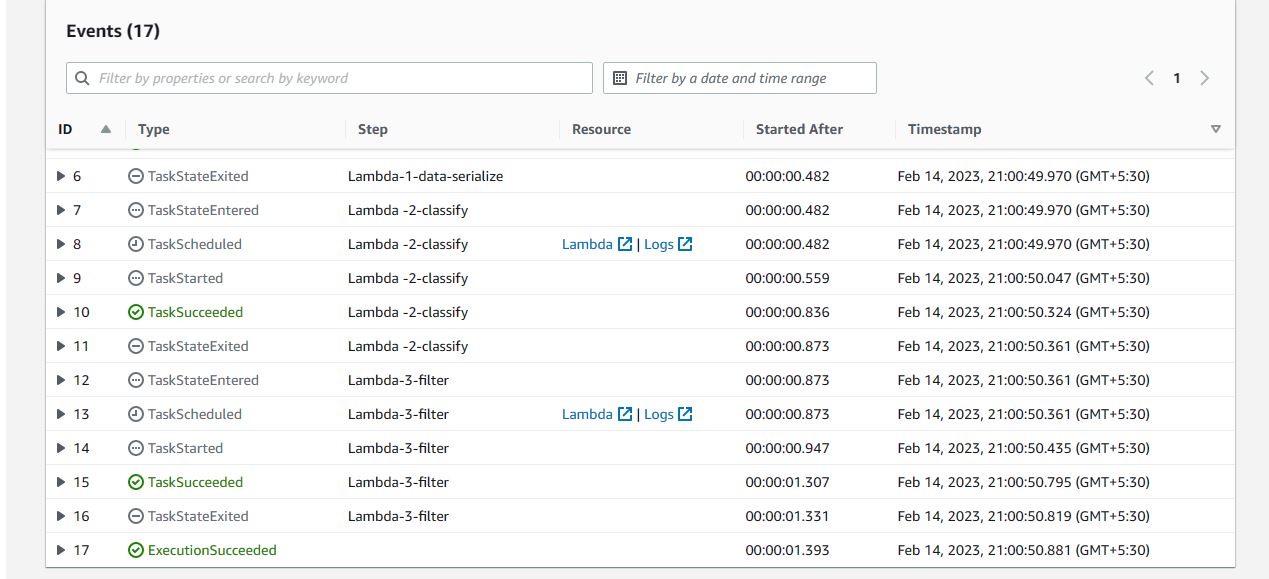 Events (17)
Filter by properties or search by keyword Filter by a date and time range 1
ID Type Step Resource Started After Timestamp
6 TaskStateExited Lambda-1-data-serialize 00:00:00.482 Feb 14, 2023, 21:00:49.970 (GMT+5:30)
7 TaskStateEntered Lambda -2-classify 00:00:00.482 Feb 14, 2023, 21:00:49.970 (GMT+5:30)
8 TaskScheduled Lambda -2-classify Lambda | Logs 00:00:00.482 Feb 14, 2023, 21:00:49.970 (GMT+5:30)
9 TaskStarted Lambda -2-classify 00:00:00.559 Feb 14, 2023, 21:00:50.047 (GMT+5:30)
10 TaskSucceeded Lambda -2-classify 00:00:00.836 Feb 14, 2023, 21:00:50.324 (GMT+5:30)
11 TaskStateExited Lambda -2-classify 00:00:00.873 Feb 14, 2023, 21:00:50.361 (GMT+5:30)
12 TaskStateEntered Lambda-3-filter 00:00:00.873 Feb 14, 2023, 21:00:50.361 (GMT+5:30)
13 TaskScheduled Lambda-3-filter Lambda | Logs 00:00:00.873 Feb 14, 2023, 21:00:50.361 (GMT+5:30)
14 TaskStarted Lambda-3-filter 00:00:00.947 Feb 14, 2023, 21:00:50.435 (GMT+5:30)
15 TaskSucceeded Lambda-3-filter 00:00:01.307 Feb 14, 2023, 21:00:50.795 (GMT+5:30)
16 TaskStateExited Lambda-3-filter 00:00:01.331 Feb 14, 2023, 21:00:50.819 (GMT+5:30)
17 ExecutionSucceeded 00:00:01.393 Feb 14, 2023, 21:00:50.881 (GMT+5:30)